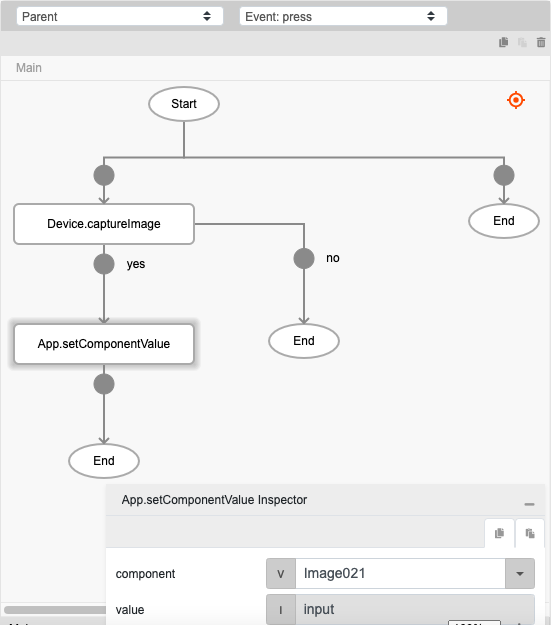 Parent Event: press
Main
Start
Device.captureImage End
yes no
App.setComponentValue End
End
App.setComponentValue Inspector
component V Image021
value I input